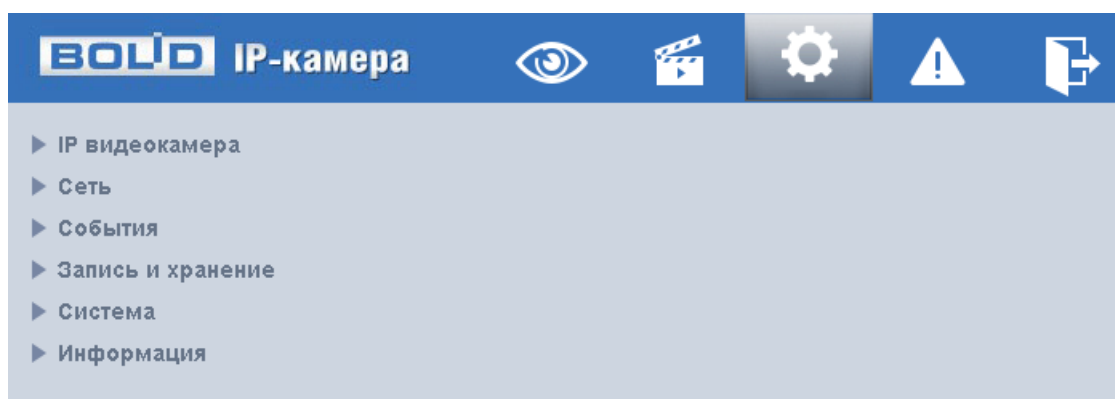 BOLID IP-камера
IP видеокамера
Сеть
События
Запись и хранение
Система
Информация